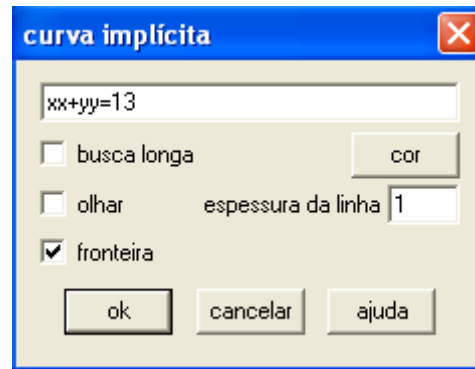 curva implícita
xx+yy=13
busca longa
cor
olhar
espessura da linha 1
fronteira
ok cancelar ajuda